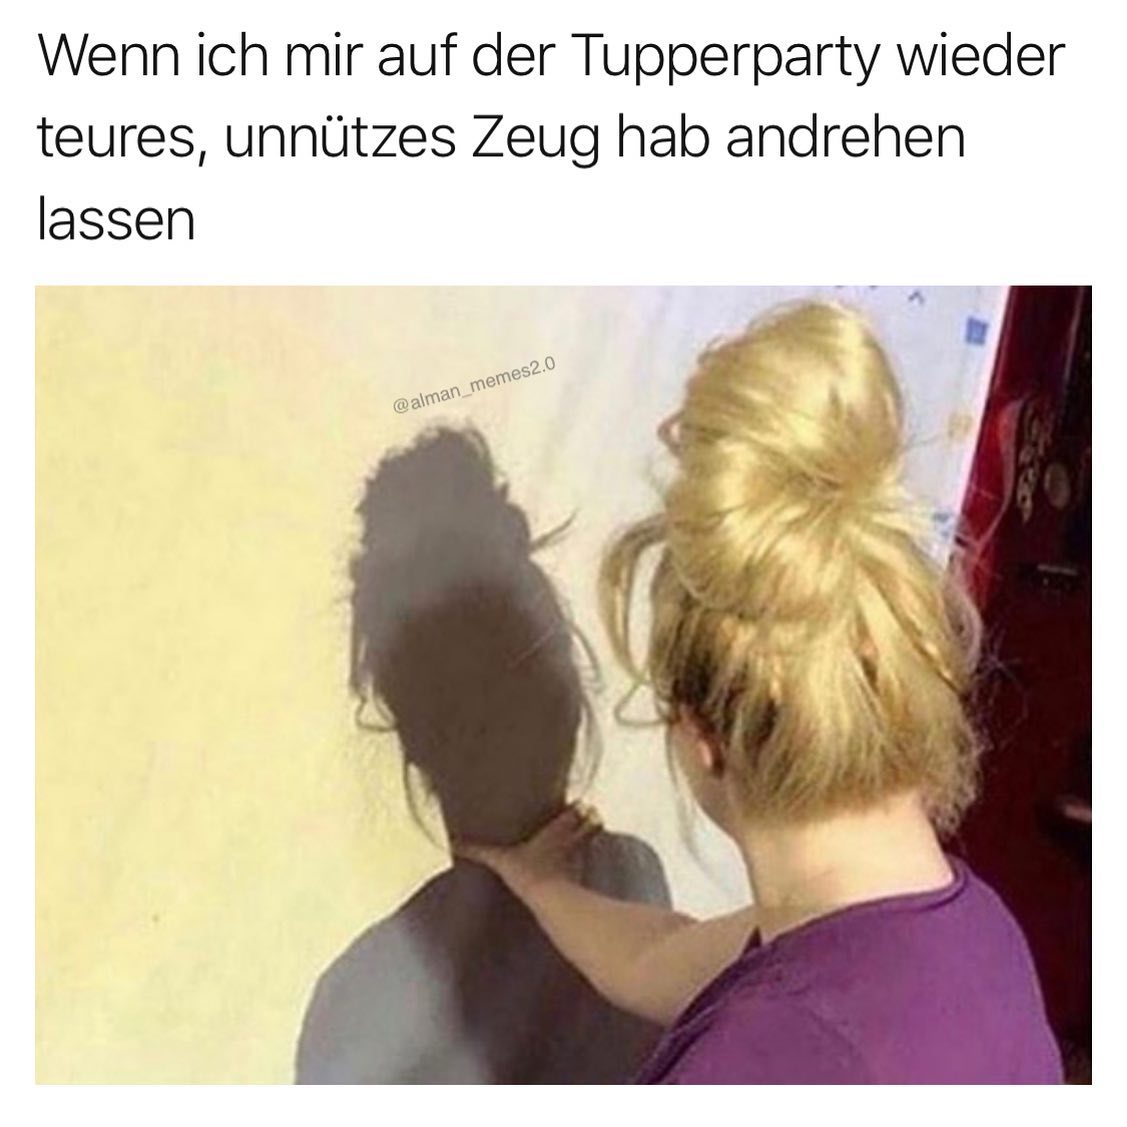 Wenn ich mir auf der Tupperparty wieder
teures, unnützes Zeug hab andrehen
lassen
@alman_memes2.0